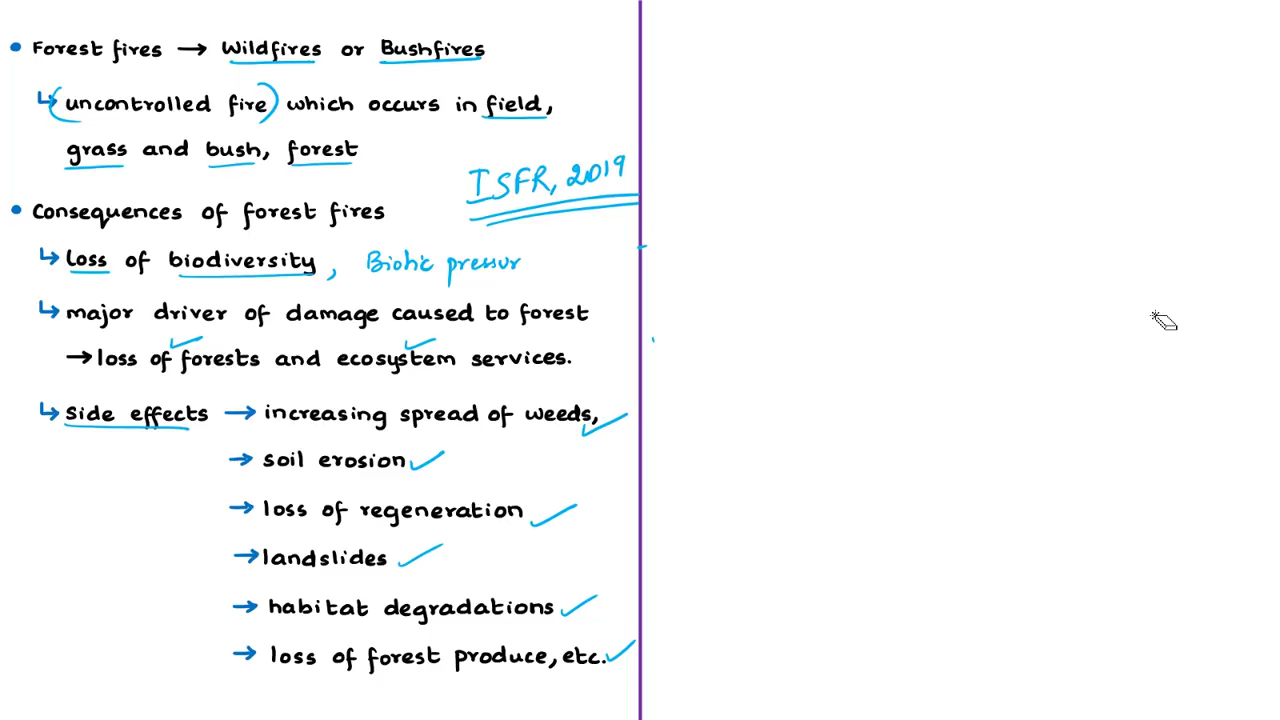 • Forest fires → Wildfires or Bushfires
↳ (uncontrolled fire) which occurs in field,
grass and bush, forest
ISFR, 2019
• Consequences of forest fires
↳ loss of biodiversity, Biotic pressur
↳ major driver of damage caused to forest
→ loss of forests and ecosystem services.
↳ Side effects → increasing spread of weeds,
→ soil erosion
→ loss of regeneration
→ landslides
→ habitat degradations
→ loss of forest produce, etc.